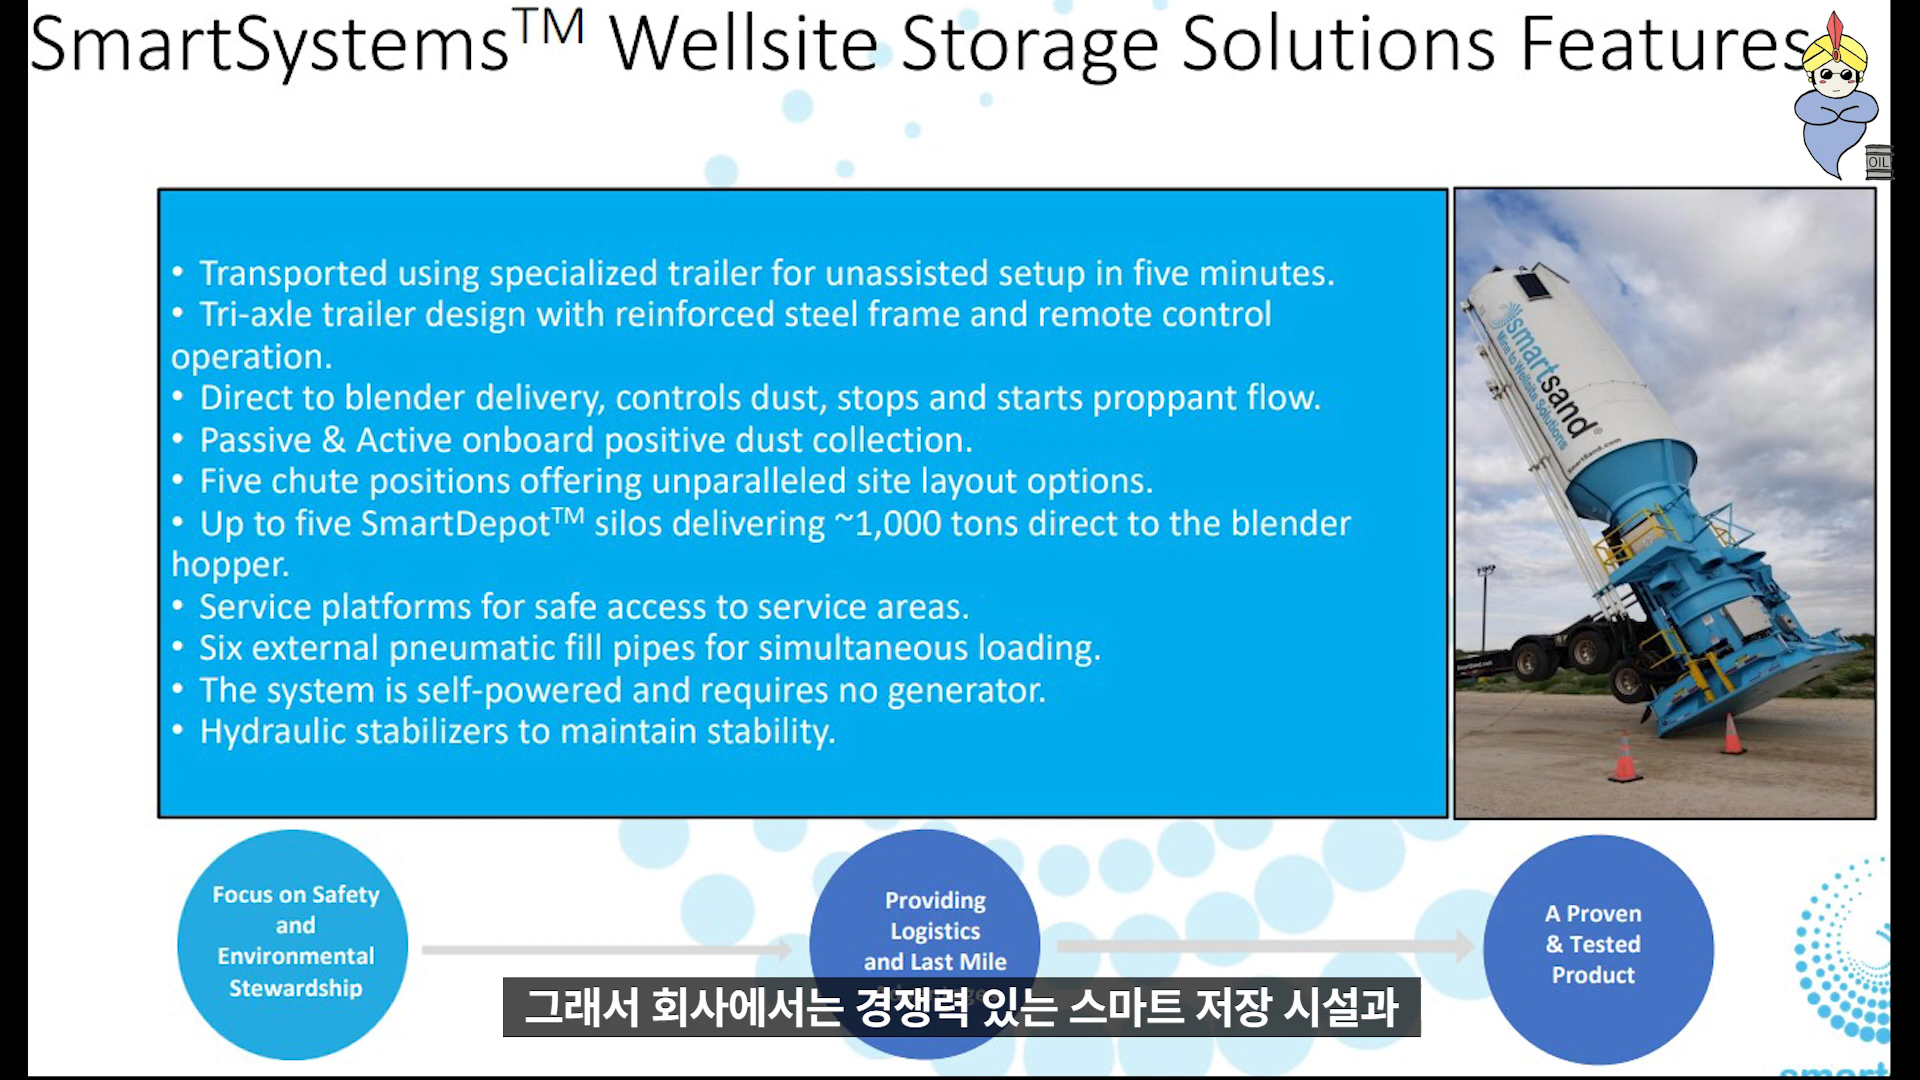 SmartSystems™ Wellsite Storage Solutions Features
OIL
• Transported using specialized trailer for unassisted setup in five minutes.
• Tri-axle trailer design with reinforced steel frame and remote control
operation.
• Direct to blender delivery, controls dust, stops and starts proppant flow.
• Passive & Active onboard positive dust collection.
• Five chute positions offering unparalleled site layout options.
• Up to five SmartDepot™ silos delivering ~1,000 tons direct to the blender
hopper.
• Service platforms for safe access to service areas.
• Six external pneumatic fill pipes for simultaneous loading.
• The system is self-powered and requires no generator.
• Hydraulic stabilizers to maintain stability.
smartsand®
Mine to Wellsite Solutions
SmartSand.com
Focus on Safety
and
Environmental
Stewardship
Providing
Logistics
and Last Mile
A Proven
& Tested
Product
그래서 회사에서는 경쟁력 있는 스마트 저장 시설과